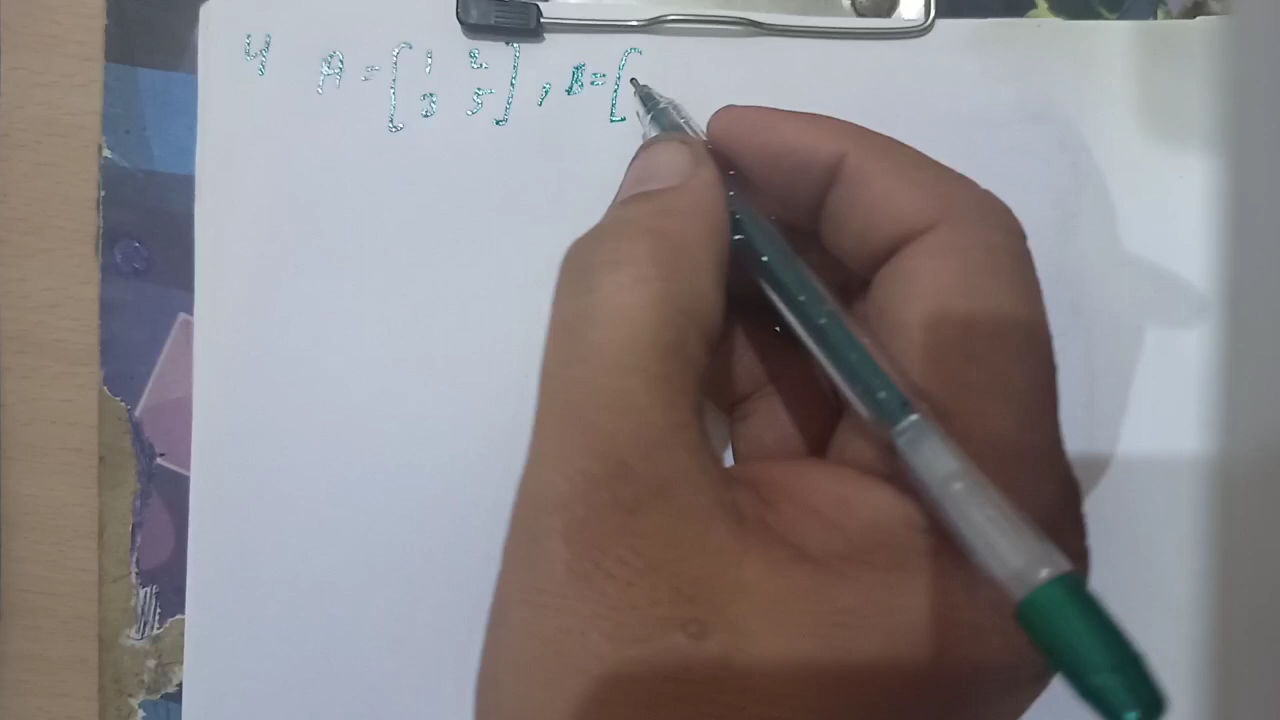 4 A = [ 1 2 ] , B = [
3 5